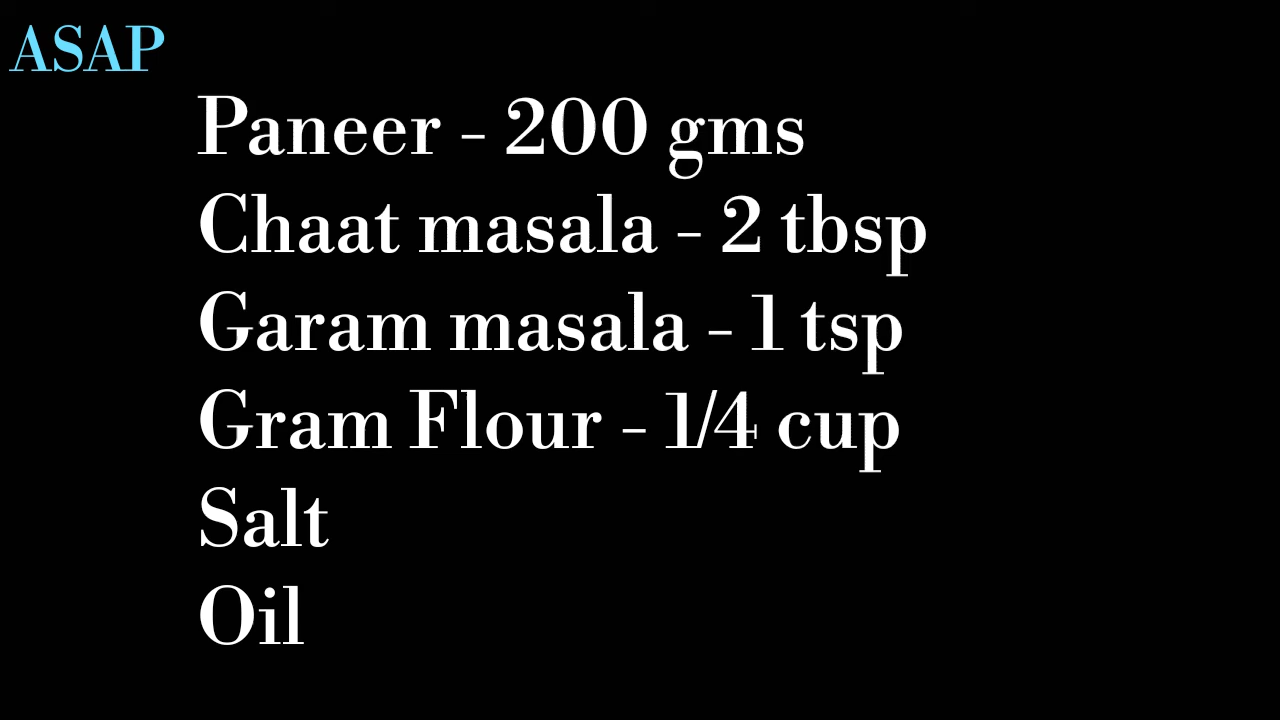 ASAP
Paneer - 200 gms
Chaat masala - 2 tbsp
Garam masala - 1 tsp
Gram Flour - 1/4 cup
Salt
Oil